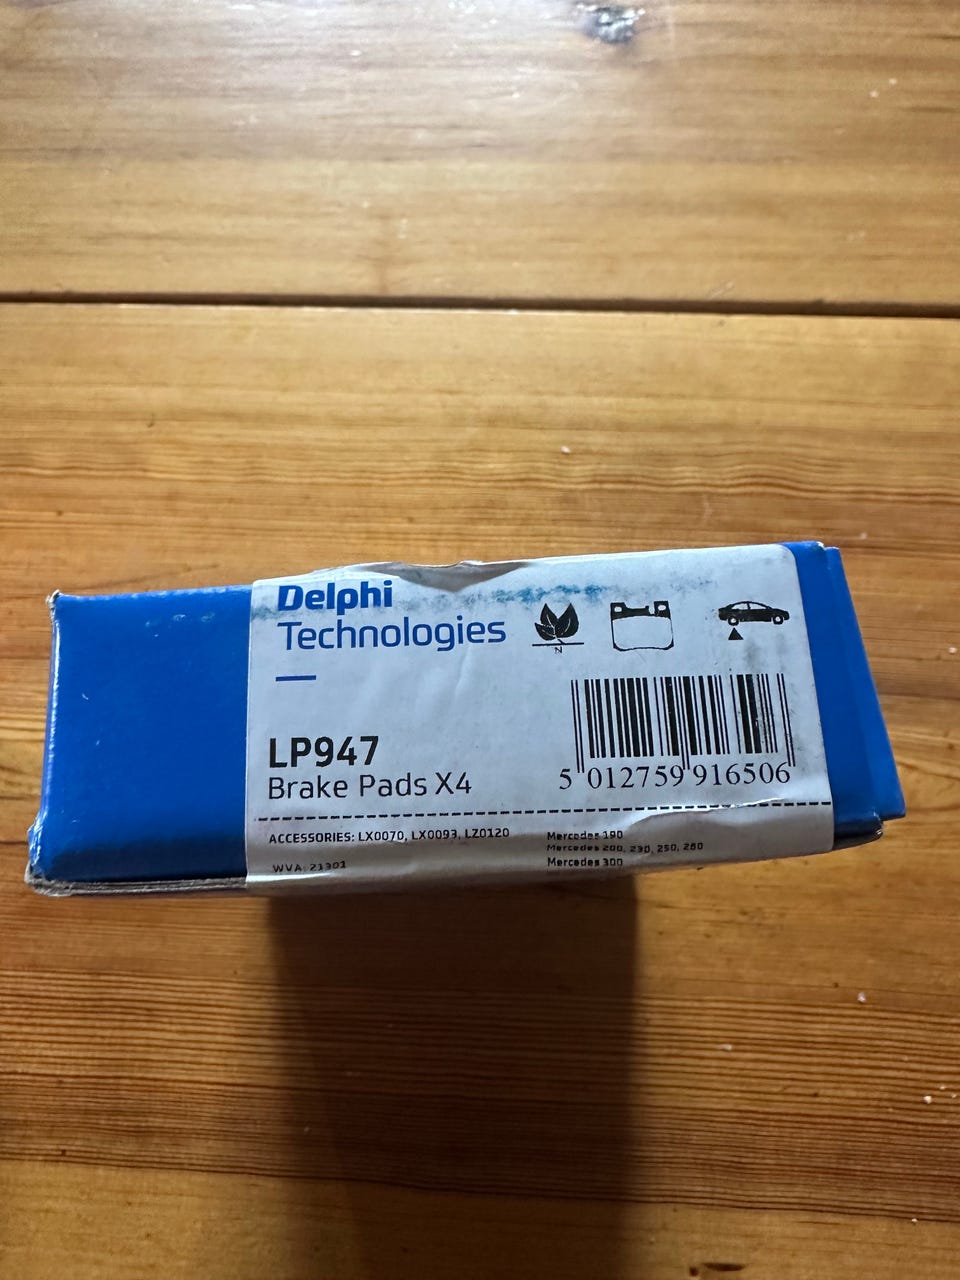 Delphi
Technologies
N
LP947
Brake Pads X4
5 012759 916506
ACCESSORIES: LX0070, LX0093, LZ0120
WVA: 21301
Mercedes 190
Mercedes 200, 230, 250, 280
Mercedes 300